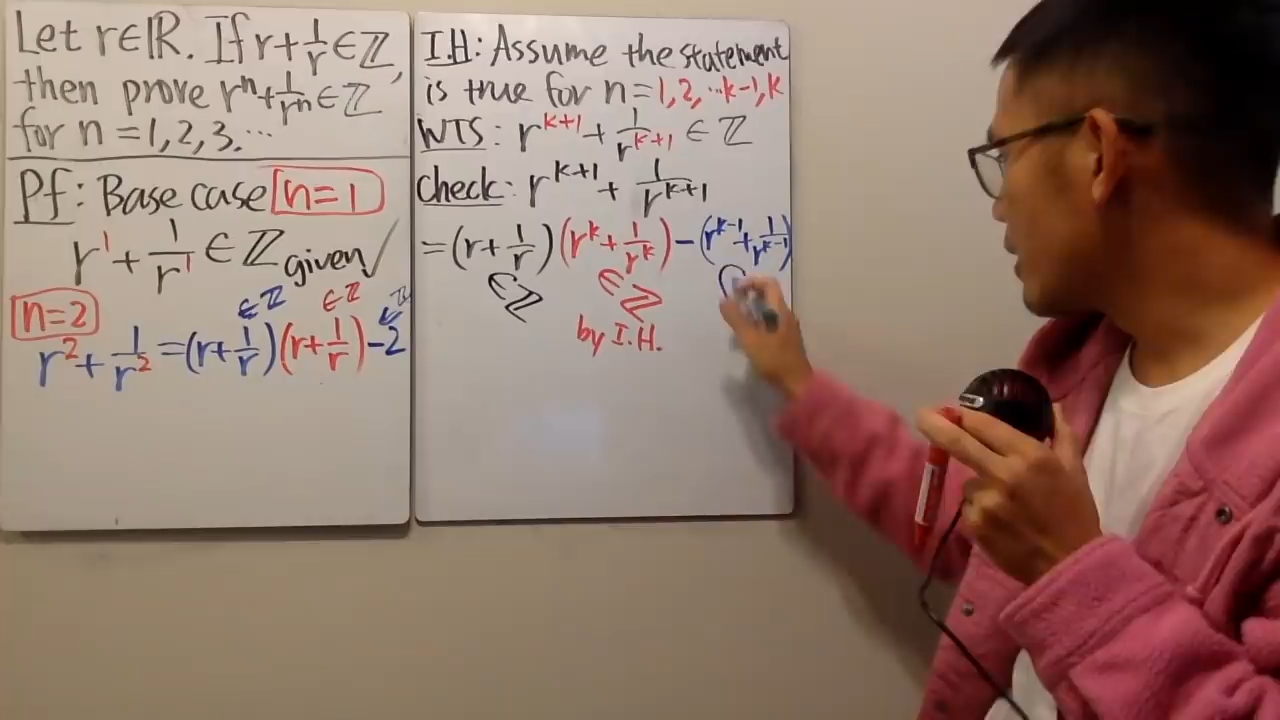 Let r∈ℝ. If r + 1/r ∈ ℤ,
then prove rⁿ + 1/rⁿ ∈ ℤ
for n = 1, 2, 3. ...
Pf: Base case n=1
r¹ + 1/r¹ ∈ ℤ given ✓
n=2
∈ℤ ∈ℤ ℤ
r² + 1/r² = (r + 1/r)(r + 1/r) - 2
I.H: Assume the statement
is true for n = 1, 2, ... k-1, k
WTS: r^(k+1) + 1/r^(k+1) ∈ ℤ
Check: r^(k+1) + 1/r^(k+1)
= (r + 1/r)(r^k + 1/r^k) - (r^(k-1) + 1/r^(k-1))
∈ℤ ∈ℤ
by I.H.